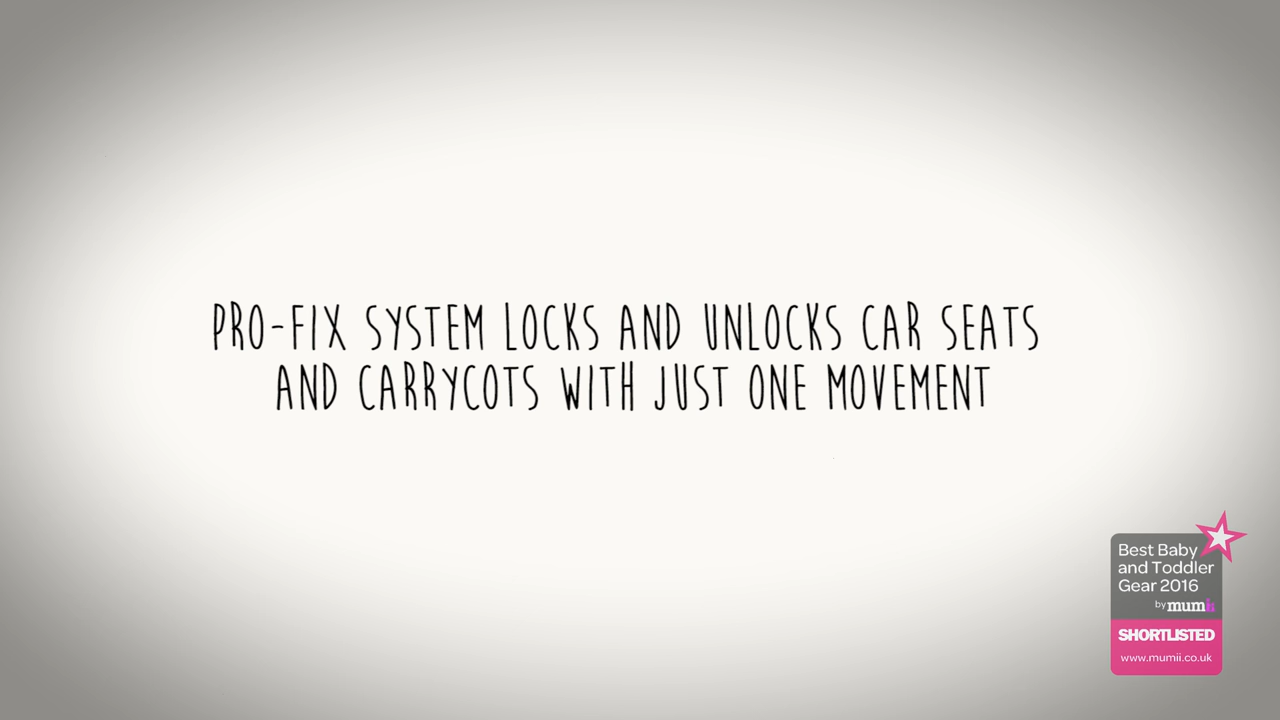 PRO-FIX SYSTEM LOCKS AND UNLOCKS CAR SEATS
AND CARRYCOTS WITH JUST ONE MOVEMENT
Best Baby
and Toddler
Gear 2016
by mumii
SHORTLISTED
www.mumii.co.uk